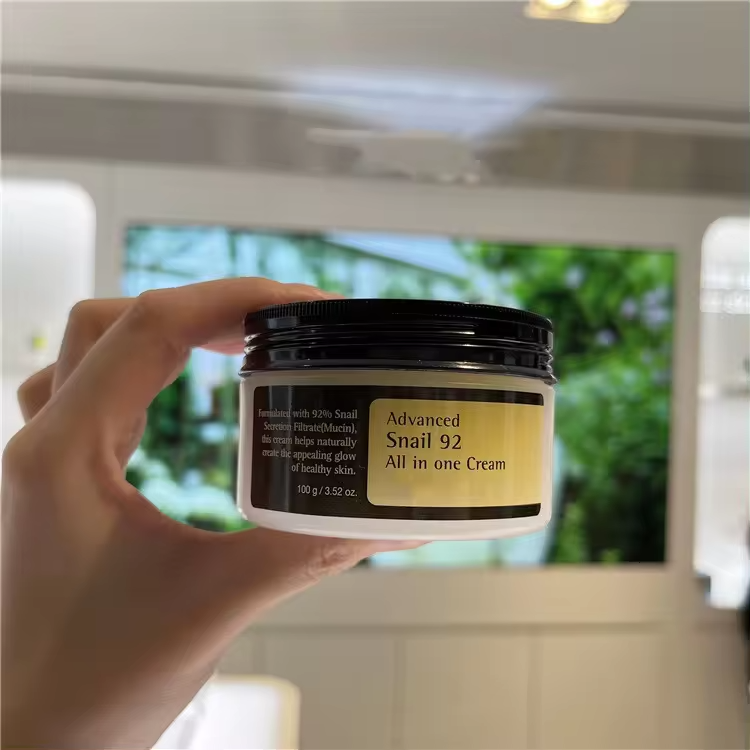 Formulated with 92% Snail
Secretion Filtrate(Mucin),
this cream helps naturally
create the appealing glow
of healthy skin.
100 g / 3.52 oz.
Advanced
Snail 92
All in one Cream